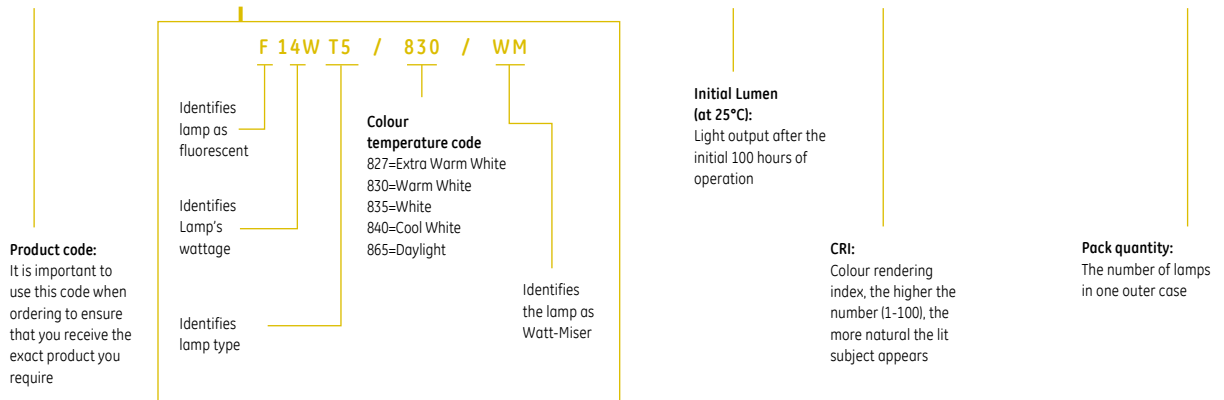 F 14W T5 / 830 / WM
Identifies
lamp as
fluorescent
Identifies
Lamp's
wattage
Identifies
lamp type
Colour
temperature code
827=Extra Warm White
830=Warm White
835=White
840=Cool White
865=Daylight
Identifies
the lamp as
Watt-Miser
Product code:
It is important to
use this code when
ordering to ensure
that you receive the
exact product you
require
Initial Lumen
(at 25°C):
Light output after the
initial 100 hours of
operation
CRI:
Colour rendering
index, the higher the
number (1-100), the
more natural the lit
subject appears
Pack quantity:
The number of lamps
in one outer case